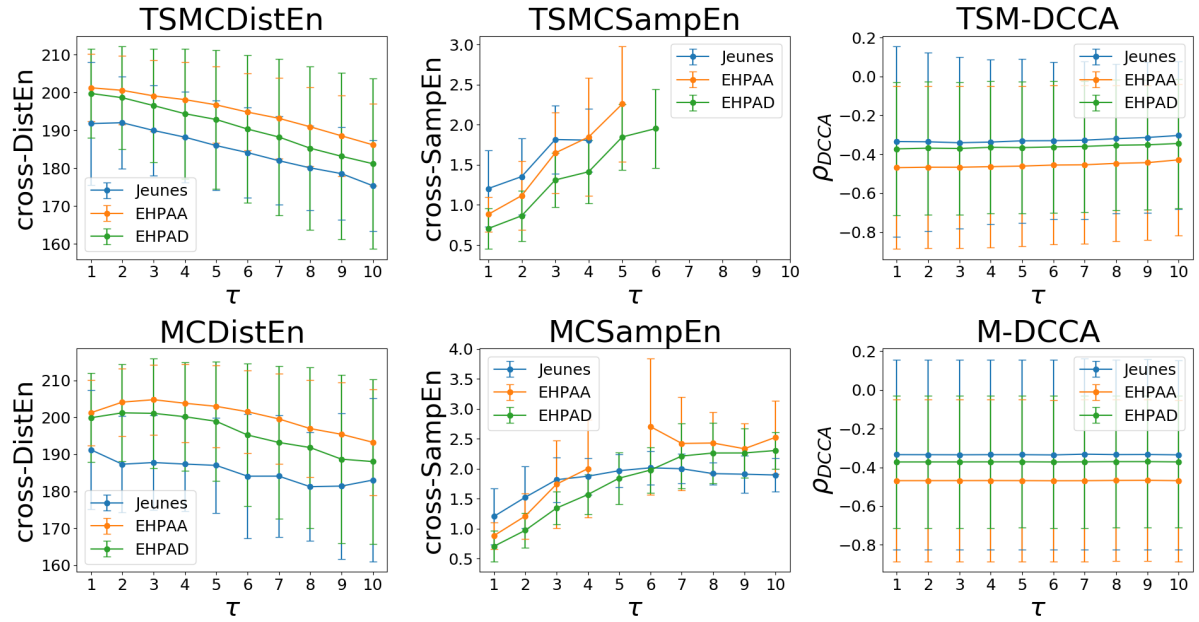 TSMCDistEn
cross-DistEn
210
200
190
180
170
160
Jeunes
EHPAA
EHPAD
1 2 3 4 5 6 7 8 9 10
τ
TSMCSampEn
cross-SampEn
3.0
2.5
2.0
1.5
1.0
0.5
Jeunes
EHPAA
EHPAD
1 2 3 4 5 6 7 8 9 10
τ
TSM-DCCA
ρDCCA
0.2
0.0
−0.2
−0.4
−0.6
−0.8
Jeunes
EHPAA
EHPAD
1 2 3 4 5 6 7 8 9 10
τ
MCDistEn
cross-DistEn
210
200
190
180
170
160
Jeunes
EHPAA
EHPAD
1 2 3 4 5 6 7 8 9 10
τ
MCSampEn
cross-SampEn
4.0
3.5
3.0
2.5
2.0
1.5
1.0
0.5
Jeunes
EHPAA
EHPAD
1 2 3 4 5 6 7 8 9 10
τ
M-DCCA
ρDCCA
0.2
0.0
−0.2
−0.4
−0.6
−0.8
Jeunes
EHPAA
EHPAD
1 2 3 4 5 6 7 8 9 10
τ